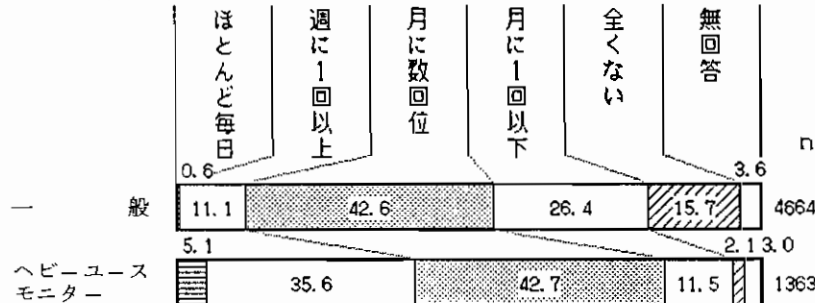 ほとんど毎日
週に1回以上
月に数回位
月に1回以下
全くない
無回答
n
0.6
3.6
一般 11.1 42.6 26.4 15.7 4664
5.1
2.1 3.0
ヘビーユース
モニター 35.6 42.7 11.5 1363